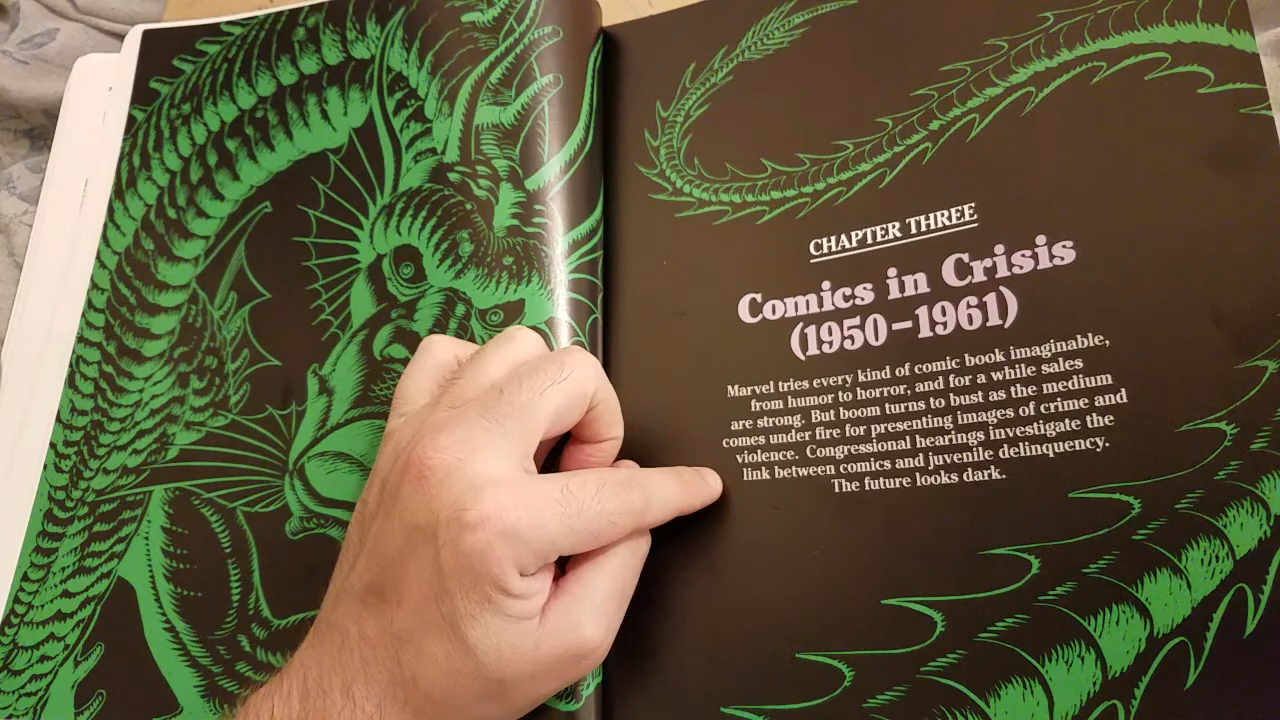 CHAPTER THREE
Comics in Crisis
(1950–1961)
Marvel tries every kind of comic book imaginable,
from humor to horror, and for a while sales
are strong. But boom turns to bust as the medium
comes under fire for presenting images of crime and
violence. Congressional hearings investigate the
link between comics and juvenile delinquency.
The future looks dark.